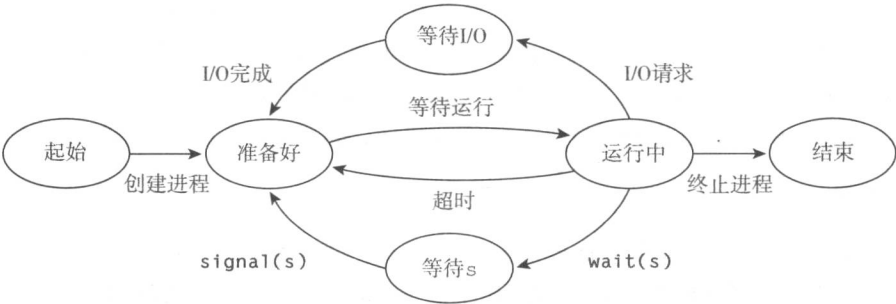 等待I/O
I/O完成
I/O请求
等待运行
起始
准备好
运行中
结束
创建进程
终止进程
超时
signal(s)
等待s
wait(s)